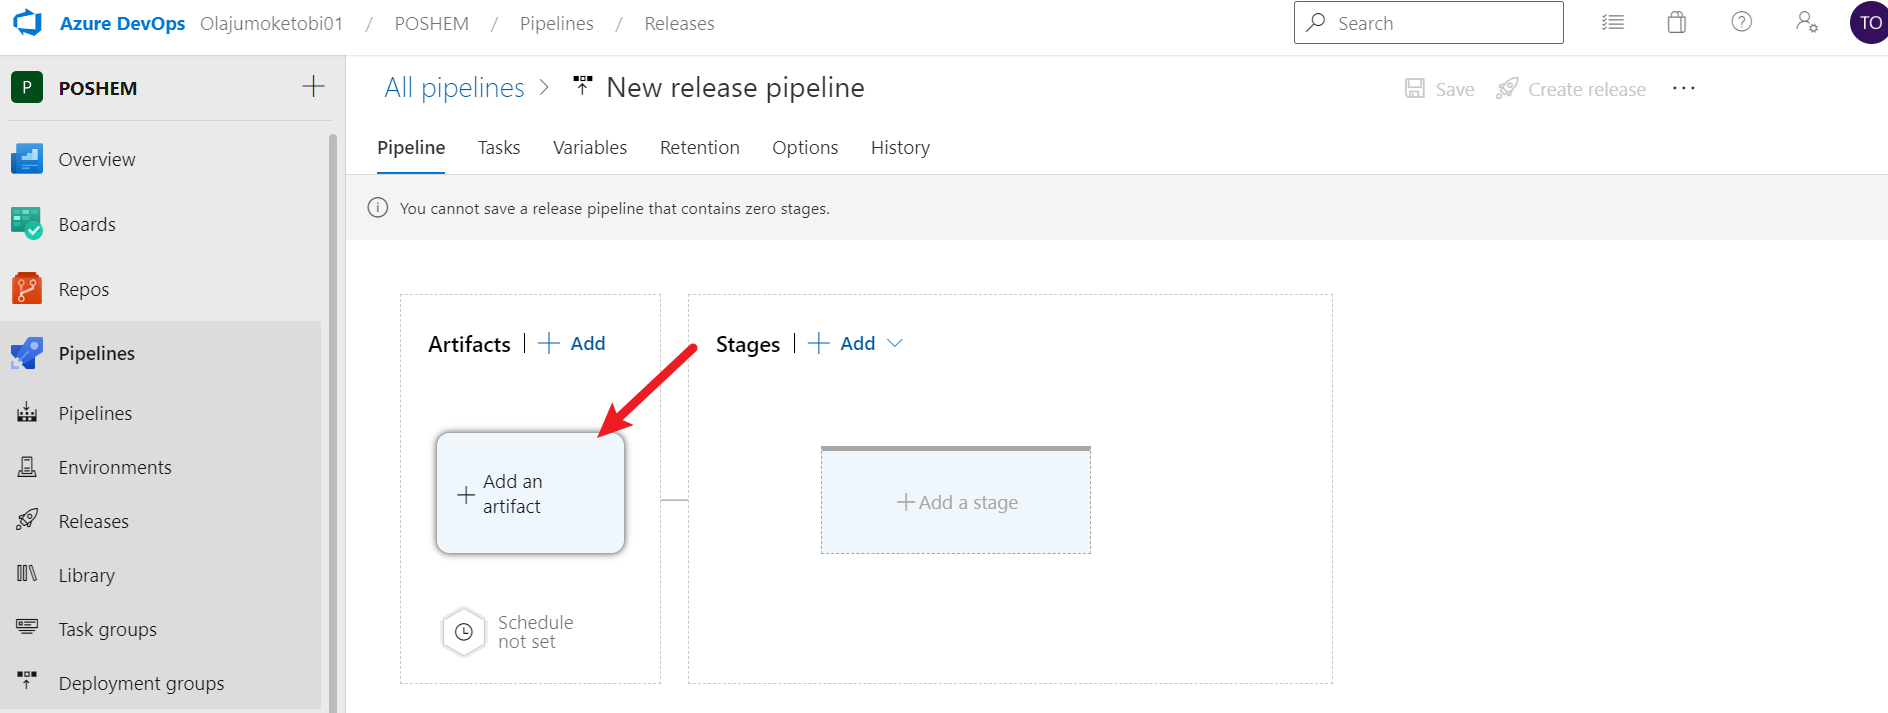 Azure DevOps Olajumoketobi01 / POSHEM / Pipelines / Releases
Search
TO
P POSHEM
Overview
Boards
Repos
Pipelines
Pipelines
Environments
Releases
Library
Task groups
Deployment groups
All pipelines > New release pipeline
Save Create release ...
Pipeline Tasks Variables Retention Options History
You cannot save a release pipeline that contains zero stages.
Artifacts | + Add
Add an
artifact
Schedule
not set
Stages | + Add
+ Add a stage